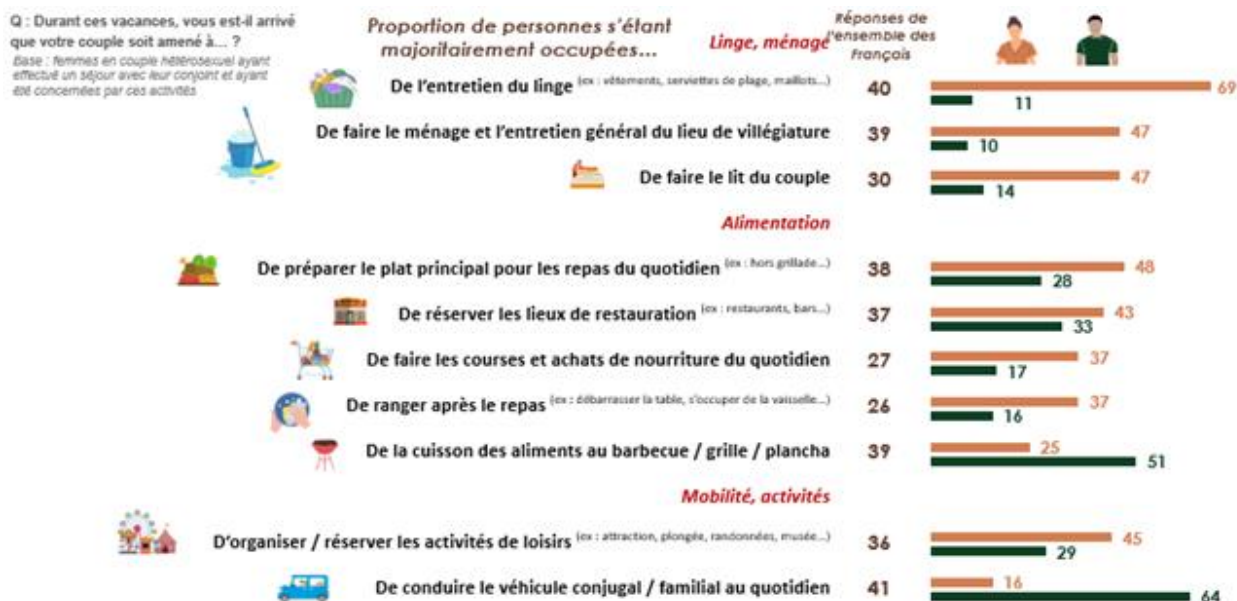 Q : Durant ces vacances, vous est-il arrivé
que votre couple soit amené à... ?
Base : femmes en couple hétérosexuel ayant
effectué un séjour avec leur conjoint et ayant
été concernées par ces activités
Proportion de personnes s'étant
majoritairement occupées...
Réponses de
l'ensemble des
Français
Linge, ménage
De l'entretien du linge (ex : vêtements, serviettes de plage, maillots...) 40 69 11
De faire le ménage et l'entretien général du lieu de villégiature 39 47 10
De faire le lit du couple 30 47 14
Alimentation
De préparer le plat principal pour les repas du quotidien (ex : hors grillade...) 38 48 28
De réserver les lieux de restauration (ex : restaurants, bars...) 37 43 33
De faire les courses et achats de nourriture du quotidien 27 37 17
De ranger après le repas (ex : débarrasser la table, s'occuper de la vaisselle...) 26 37 16
De la cuisson des aliments au barbecue / grille / plancha 39 25 51
Mobilité, activités
D'organiser / réserver les activités de loisirs (ex : attraction, plongée, randonnées, musée...) 36 45 29
De conduire le véhicule conjugal / familial au quotidien 41 16 64